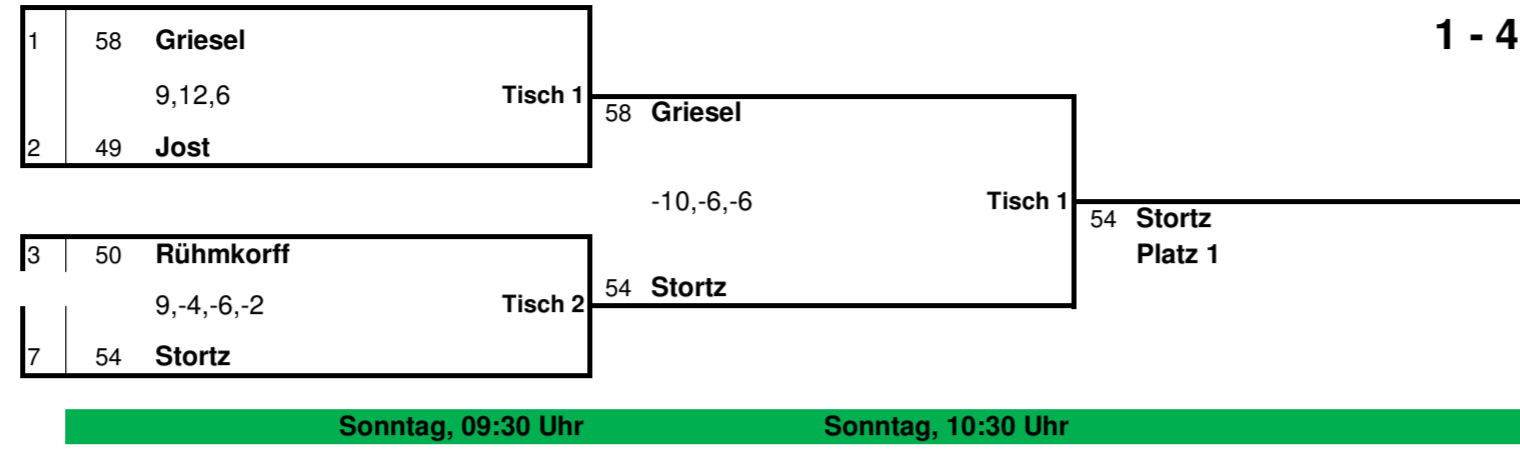 1 58 Griesel
1 - 4
9,12,6 Tisch 1
58 Griesel
2 49 Jost
-10,-6,-6 Tisch 1
54 Stortz
3 50 Rühmkorff
Platz 1
54 Stortz
9,-4,-6,-2 Tisch 2
7 54 Stortz
Sonntag, 09:30 Uhr Sonntag, 10:30 Uhr